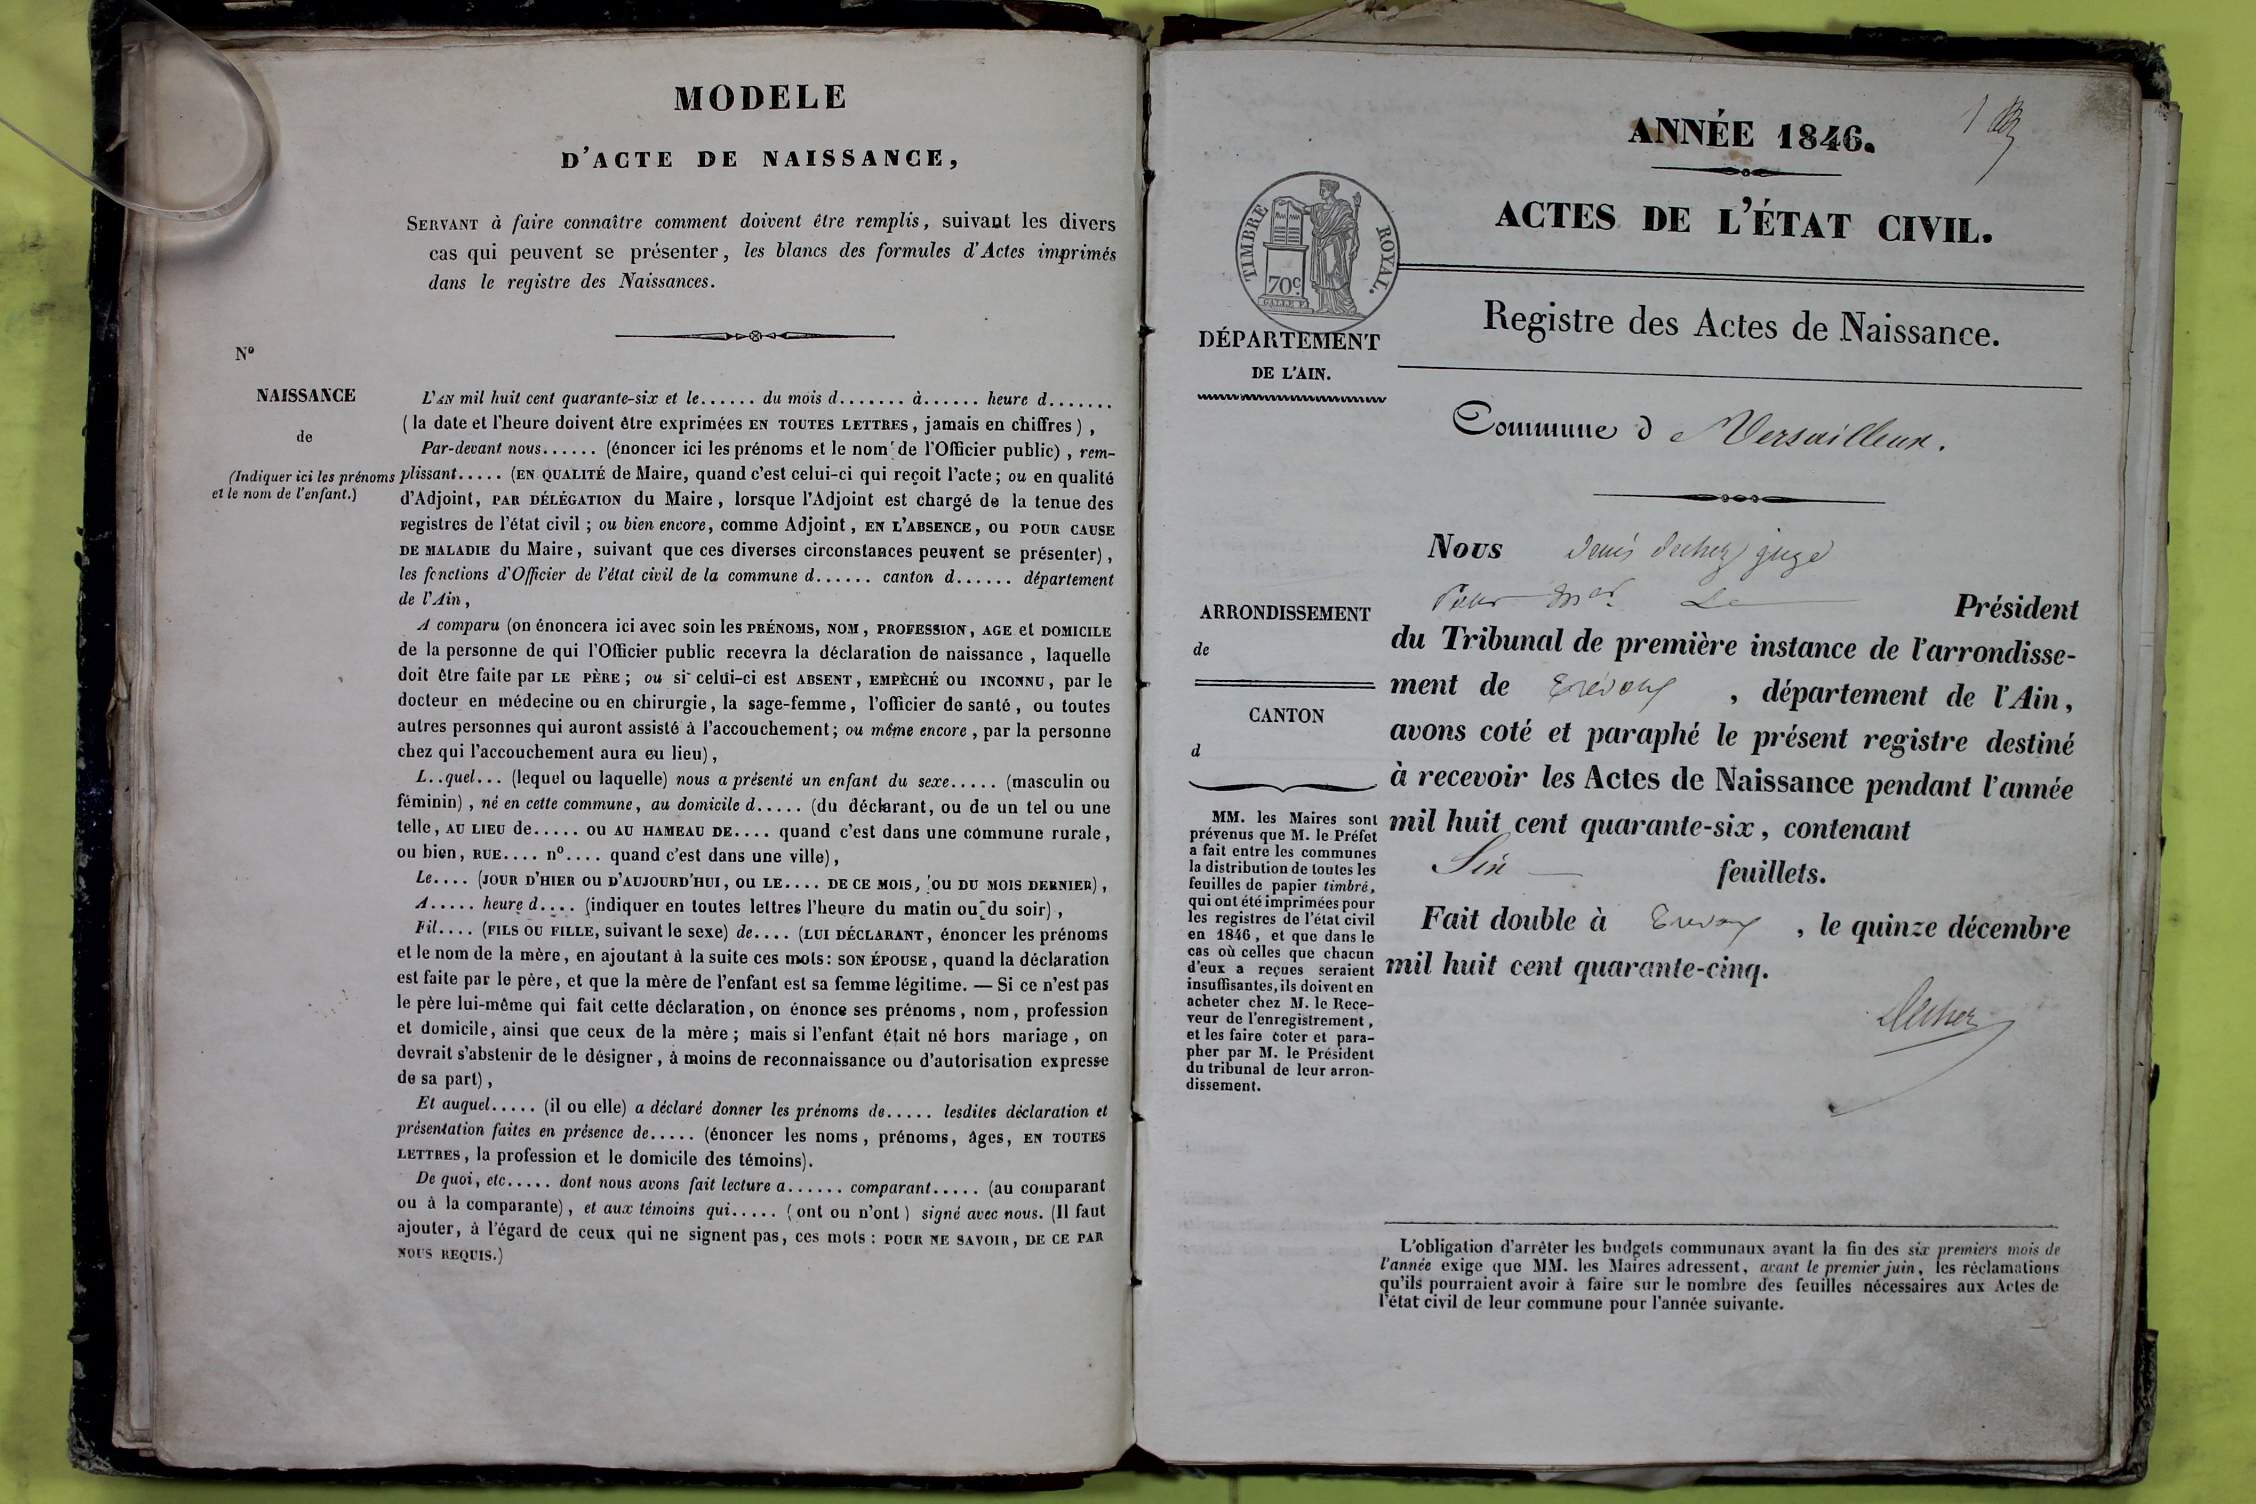 MODELE
D'ACTE DE NAISSANCE,
SERVANT à faire connaître comment doivent être remplis, suivant les divers
cas qui peuvent se présenter, les blancs des formules d'Actes imprimés
dans le registre des Naissances.
Nº
NAISSANCE
de
(Indiquer ici les prénoms
et le nom de l'enfant.)
L'AN mil huit cent quarante-six et le...... du mois d....... à...... heure d.......
(la date et l'heure doivent être exprimées EN TOUTES LETTRES, jamais en chiffres),
Par-devant nous...... (énoncer ici les prénoms et le nom de l'Officier public), rem-
plissant..... (EN QUALITÉ de Maire, quand c'est celui-ci qui reçoit l'acte; ou en qualité
d'Adjoint, PAR DÉLÉGATION du Maire, lorsque l'Adjoint est chargé de la tenue des
registres de l'état civil; ou bien encore, comme Adjoint, EN L'ABSENCE, OU POUR CAUSE
DE MALADIE du Maire, suivant que ces diverses circonstances peuvent se présenter),
les fonctions d'Officier de l'état civil de la commune d...... canton d...... département
de l'Ain,
A comparu (on énoncera ici avec soin les PRÉNOMS, NOM, PROFESSION, AGE et DOMICILE
de la personne de qui l'Officier public recevra la déclaration de naissance, laquelle
doit être faite par LE PÈRE; ou si celui-ci est ABSENT, EMPÈCHÉ OU INCONNU, par le
docteur en médecine ou en chirurgie, la sage-femme, l'officier de santé, ou toutes
autres personnes qui auront assisté à l'accouchement; ou même encore, par la personne
chez qui l'accouchement aura eu lieu),
L..quel... (lequel ou laquelle) nous a présenté un enfant du sexe..... (masculin ou
féminin), né en cette commune, au domicile d..... (du déclarant, ou de un tel ou une
telle, AU LIEU de..... OU AU HAMEAU DE.... quand c'est dans une commune rurale,
ou bien, RUE.... nº.... quand c'est dans une ville),
Le.... (JOUR D'HIER OU D'AUJOURD'HUI, OU LE.... DE CE MOIS, OU DU MOIS DERNIER),
A..... heure d.... (indiquer en toutes lettres l'heure du matin ou du soir),
Fil.... (FILS OU FILLE, suivant le sexe) de.... (LUI DÉCLARANT, énoncer les prénoms
et le nom de la mère, en ajoutant à la suite ces mots: SON ÉPOUSE, quand la déclaration
est faite par le père, et que la mère de l'enfant est sa femme légitime. — Si ce n'est pas
le père lui-même qui fait cette déclaration, on énonce ses prénoms, nom, profession
et domicile, ainsi que ceux de la mère; mais si l'enfant était né hors mariage, on
devrait s'abstenir de le désigner, à moins de reconnaissance ou d'autorisation expresse
de sa part),
Et auquel..... (il ou elle) a déclaré donner les prénoms de..... lesdites déclaration et
présentation faites en présence de..... (énoncer les noms, prénoms, âges, EN TOUTES
LETTRES, la profession et le domicile des témoins).
De quoi, etc..... dont nous avons fait lecture a...... comparant..... (au comparant
ou à la comparante), et aux témoins qui..... (ont ou n'ont) signé avec nous. (Il faut
ajouter, à l'égard de ceux qui ne signent pas, ces mots: POUR NE SAVOIR, DE CE PAR
NOUS REQUIS.)
1
ANNÉE 1846.
ACTES DE L'ÉTAT CIVIL.
TIMBRE ROYAL.
70c
Registre des Actes de Naissance.
DÉPARTEMENT
DE L'AIN.
Commune d Versailleux.
Nous Denis Decher juge
Pour Mr. Le Président
ARRONDISSEMENT
de
CANTON
d
du Tribunal de première instance de l'arrondisse-
ment de Trévoux, département de l'Ain,
avons coté et paraphé le présent registre destiné
à recevoir les Actes de Naissance pendant l'année
mil huit cent quarante-six, contenant
Six feuillets.
Fait double à Trevoux, le quinze décembre
mil huit cent quarante-cinq.
Decher
MM. les Maires sont
prévenus que M. le Préfet
a fait entre les communes
la distribution de toutes les
feuilles de papier timbré,
qui ont été imprimées pour
les registres de l'état civil
en 1846, et que dans le
cas où celles que chacun
d'eux a reçues seraient
insuffisantes, ils doivent en
acheter chez M. le Rece-
veur de l'enregistrement,
et les faire coter et para-
pher par M. le Président
du tribunal de leur arron-
dissement.
L'obligation d'arrêter les budgets communaux avant la fin des six premiers mois de
l'année exige que MM. les Maires adressent, avant le premier juin, les réclamations
qu'ils pourraient avoir à faire sur le nombre des feuilles nécessaires aux Actes de
l'état civil de leur commune pour l'année suivante.